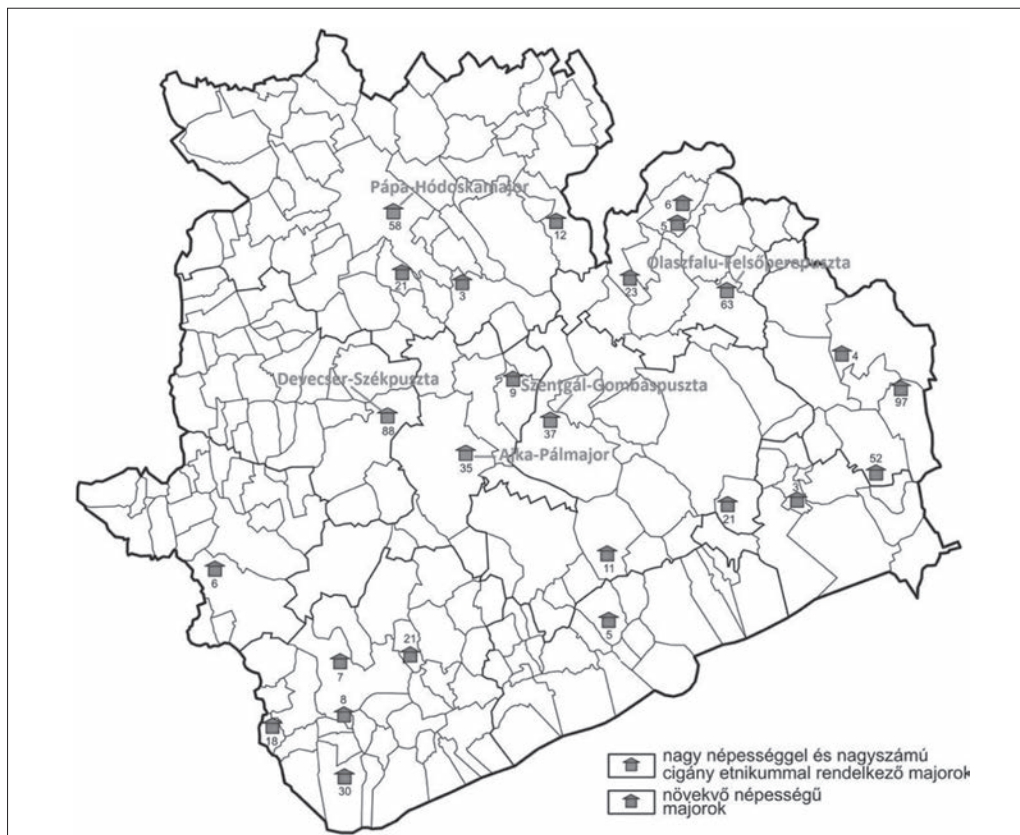 Pápa-Hódoskarmajor
58
12
6
5
21
3
23
Olaszfalu-Felsőperepuszta
63
4
97
Devecser-Székpuszta
88
9
Szentgál-Gombáspuszta
37
Ajka-Pálmajor
35
52
3
21
11
6
5
21
7
8
18
30
nagy népességgel és nagyszámú
cigány etnikummal rendelkező majorok
növekvő népességű
majorok